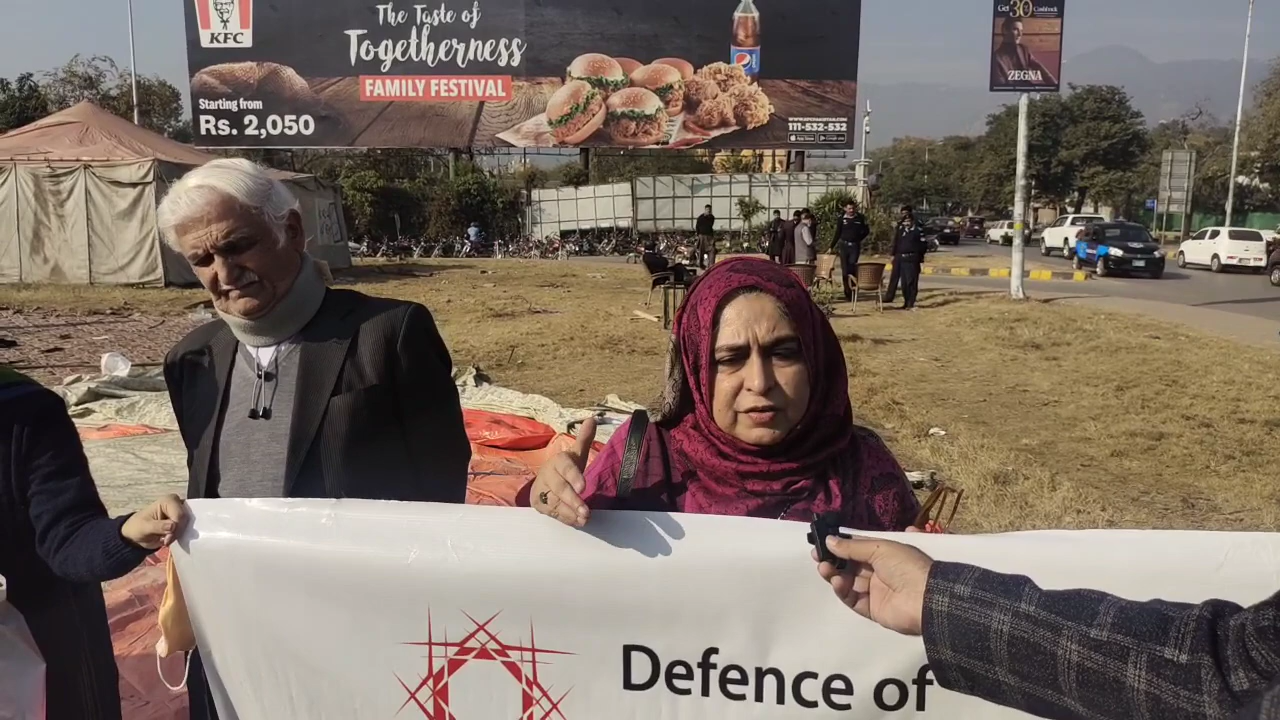 KFC
The Taste of
Togetherness
FAMILY FESTIVAL
Starting from
Rs. 2,050
111-532-532
Get 30% Cashback
ZEGNA
Defence of